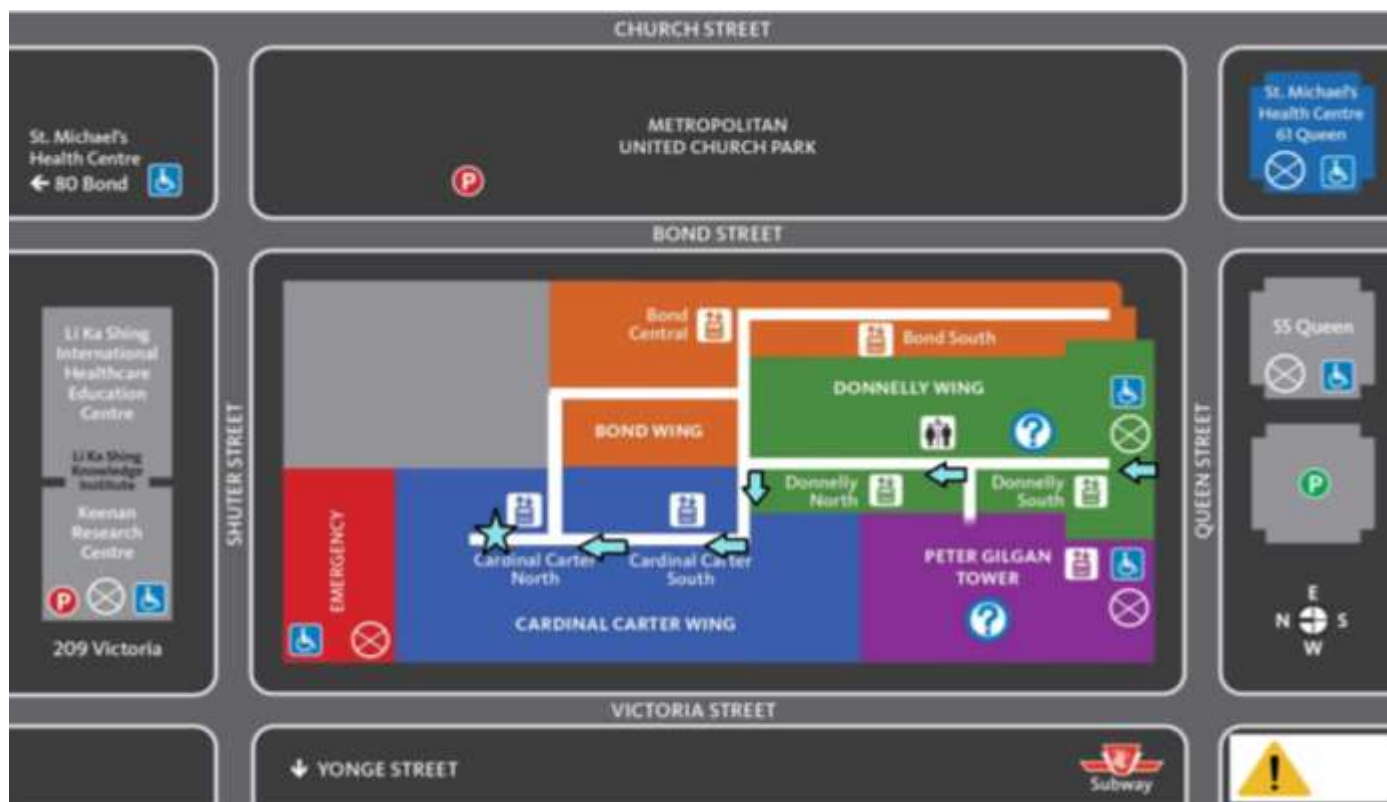 CHURCH STREET
St. Michael's
Health Centre
← 80 Bond
METROPOLITAN
UNITED CHURCH PARK
P
St. Michael's
Health Centre
61 Queen
BOND STREET
Li Ka Shing
International
Healthcare
Education
Centre
Li Ka Shing
Knowledge
Institute
Keenan
Research
Centre
P
209 Victoria
SHUTER STREET
Bond
Central
Bond South
DONNELLY WING
?
BOND WING
Donnelly
North
Donnelly
South
EMERGENCY
Cardinal Carter
North
Cardinal Carter
South
CARDINAL CARTER WING
PETER GILGAN
TOWER
?
QUEEN STREET
55 Queen
P
E
N S
W
VICTORIA STREET
↓ YONGE STREET
Subway
!